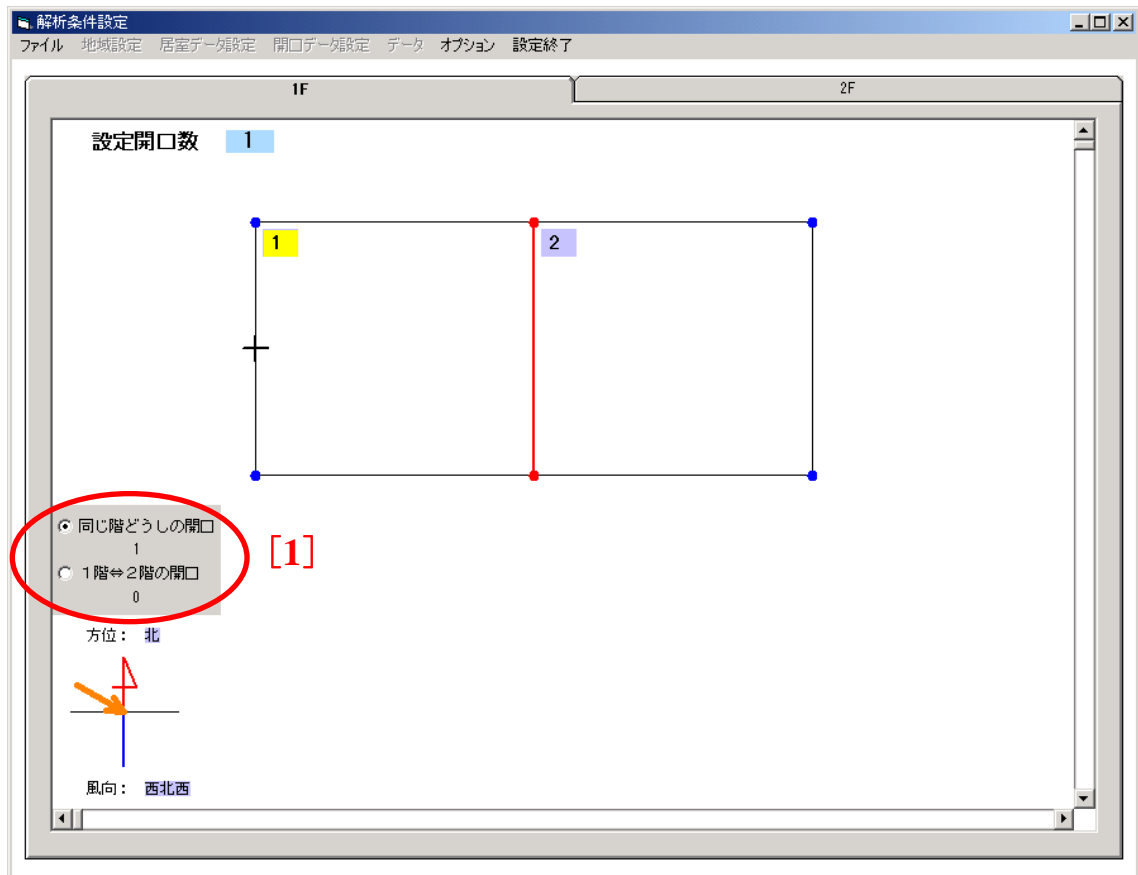 解析条件設定
ファイル 地域設定 居室データ設定 開口データ設定 データ オプション 設定終了
1F 2F
設定開口数 1
1 2
同じ階どうしの開口
1
1階⇔2階の開口
0
[1]
方位： 北
風向： 西北西